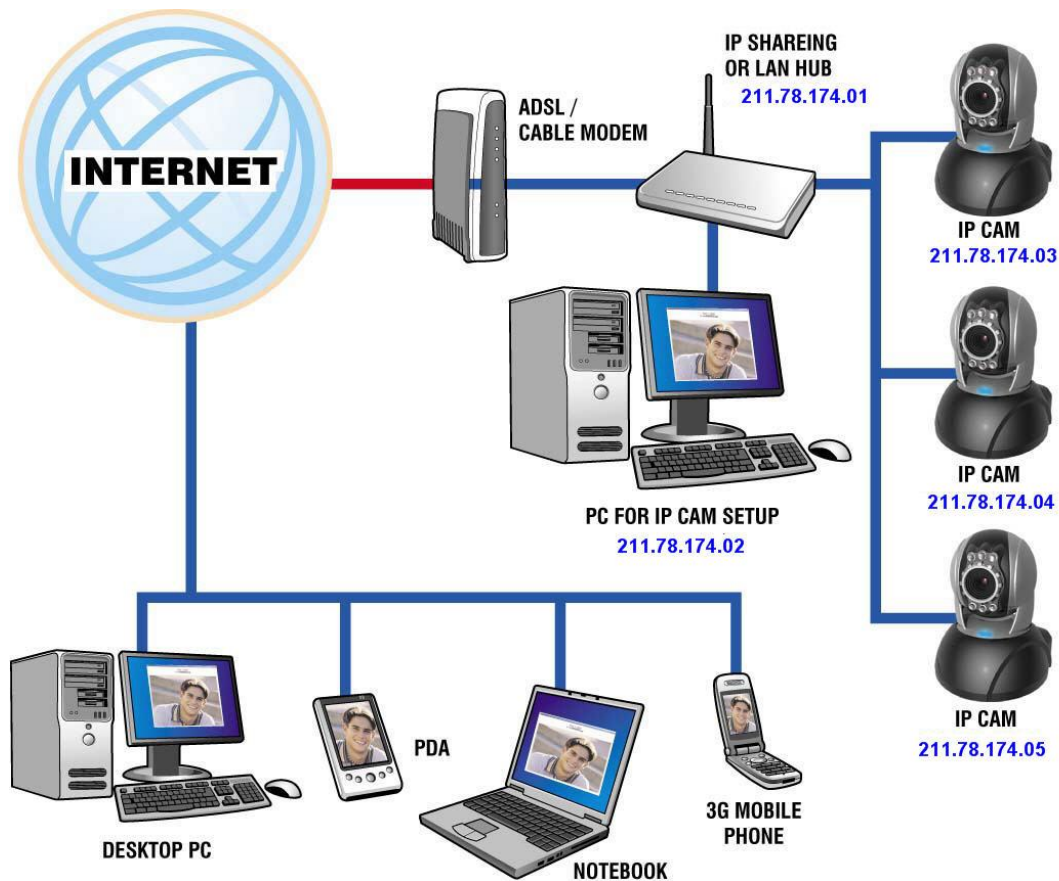 IP SHAREING
OR LAN HUB
211.78.174.01
ADSL /
CABLE MODEM
INTERNET
IP CAM
211.78.174.03
IP CAM
211.78.174.04
PC FOR IP CAM SETUP
211.78.174.02
IP CAM
211.78.174.05
PDA
3G MOBILE
PHONE
DESKTOP PC
NOTEBOOK